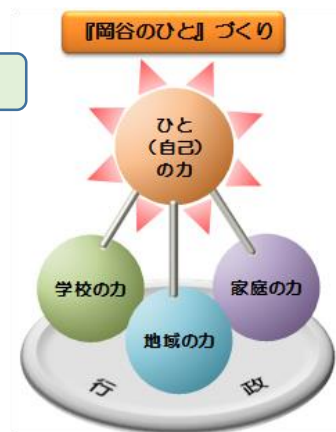 『岡谷のひと』づくり
ひと
（自己）
の力
学校の力
地域の力
家庭の力
行政